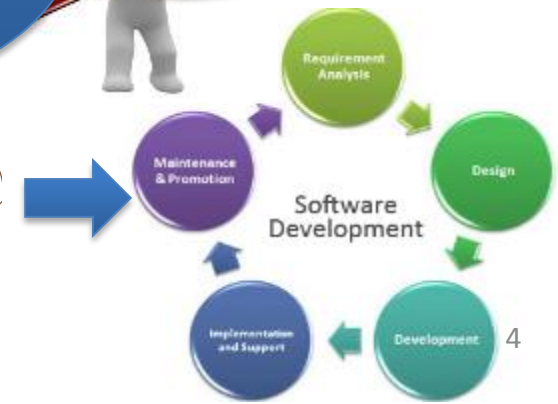 Requirement
Analysis
Design
Development
Implementation
and Support
Maintenance
& Promotion
Software
Development
4